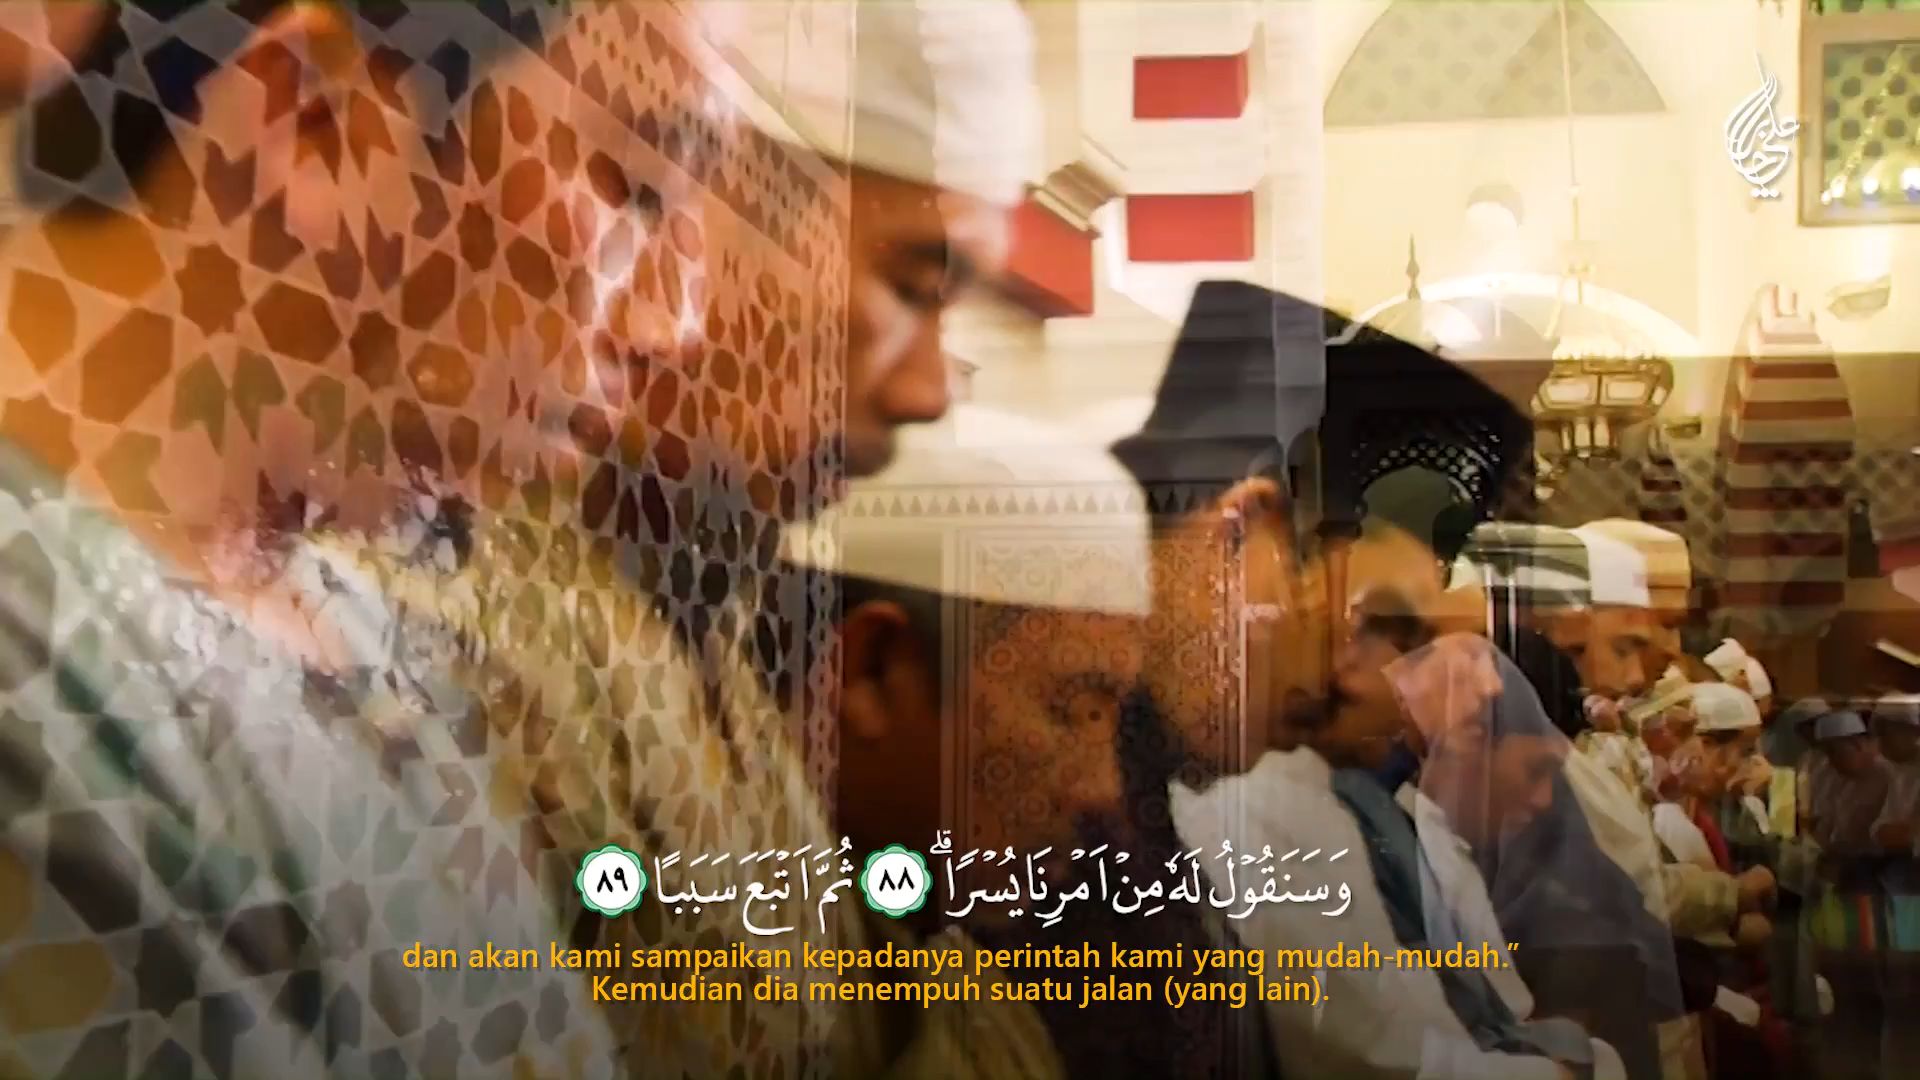 وَسَنَقُوْلُ لَهٗ مِنْ اَمْرِنَا يُسْرًاۗ ٨٨ ثُمَّ اَتْبَعَ سَبَبًا ٨٩
dan akan kami sampaikan kepadanya perintah kami yang mudah-mudah.”
Kemudian dia menempuh suatu jalan (yang lain).